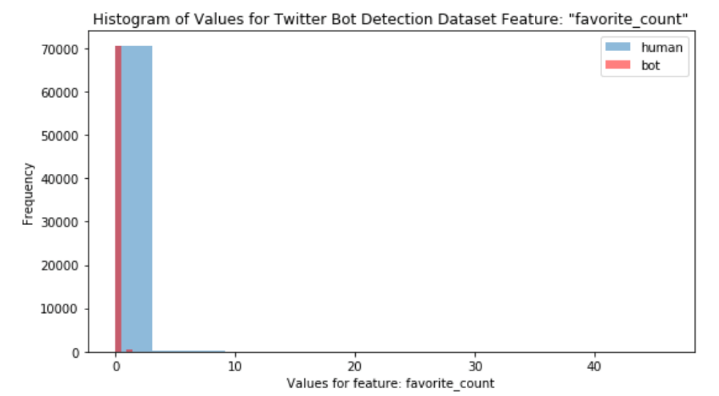 Histogram of Values for Twitter Bot Detection Dataset Feature: "favorite_count"
human
bot
Frequency
70000
60000
50000
40000
30000
20000
10000
0
0 10 20 30 40
Values for feature: favorite_count